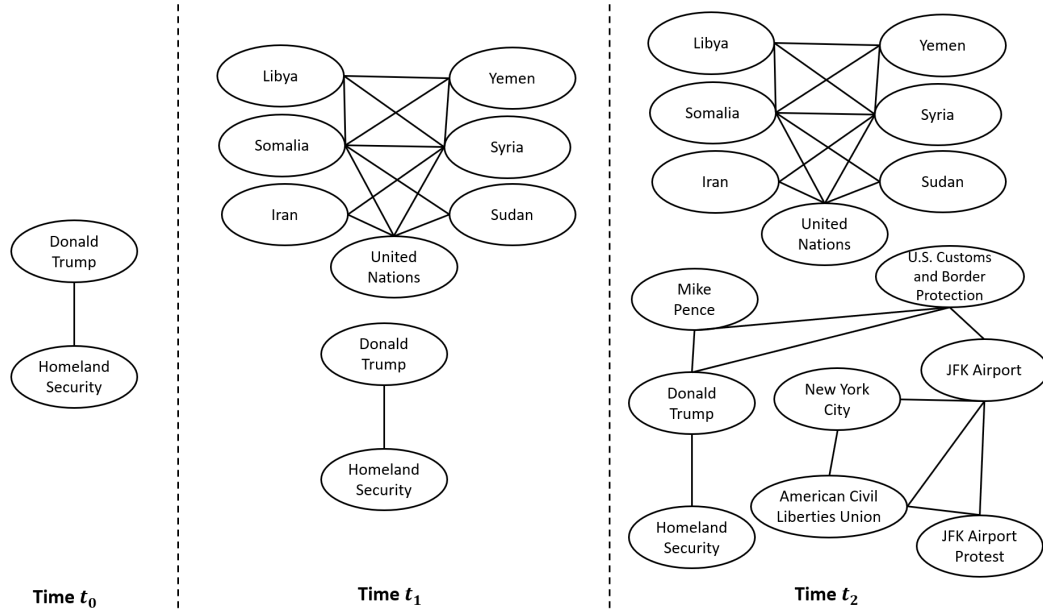 Donald
Trump
Homeland
Security
Time t0
Libya
Yemen
Somalia
Syria
Iran
Sudan
United
Nations
Donald
Trump
Homeland
Security
Time t1
Libya
Yemen
Somalia
Syria
Iran
Sudan
United
Nations
U.S. Customs
and Border
Protection
Mike
Pence
JFK Airport
Donald
Trump
New York
City
American Civil
Liberties Union
Homeland
Security
JFK Airport
Protest
Time t2